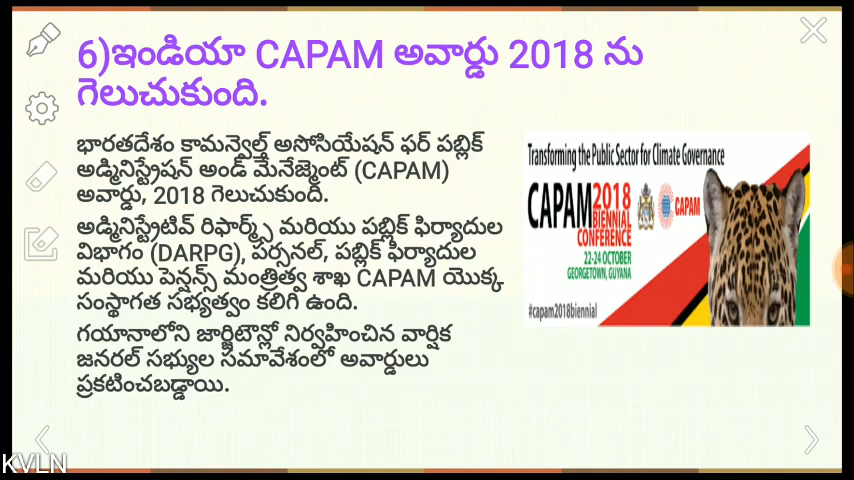 6)ఇండియా CAPAM అవార్డు 2018 ను
గెలుచుకుంది.
భారతదేశం కామన్వెల్త్ అసోసియేషన్ ఫర్ పబ్లిక్
అడ్మినిస్ట్రేషన్ అండ్ మేనేజ్మెంట్ (CAPAM)
అవార్డు, 2018 గెలుచుకుంది.
అడ్మినిస్ట్రేటివ్ రిఫార్మ్స్ మరియు పబ్లిక్ ఫిర్యాదుల
విభాగం (DARPG), పర్సనల్, పబ్లిక్ ఫిర్యాదుల
మరియు పెన్షన్స్ మంత్రిత్వ శాఖ CAPAM యొక్క
సంస్థాగత సభ్యత్వం కలిగి ఉంది.
గయానాలోని జార్జిటౌన్లో నిర్వహించిన వార్షిక
జనరల్ సభ్యుల సమావేశంలో అవార్డులు
ప్రకటించబడ్డాయి.
Transforming the Public Sector for Climate Governance
CAPAM 2018
BIENNIAL
CONFERENCE
CAPAM
22-24 OCTOBER
GEORGETOWN, GUYANA
#capam2018biennial
KVLN